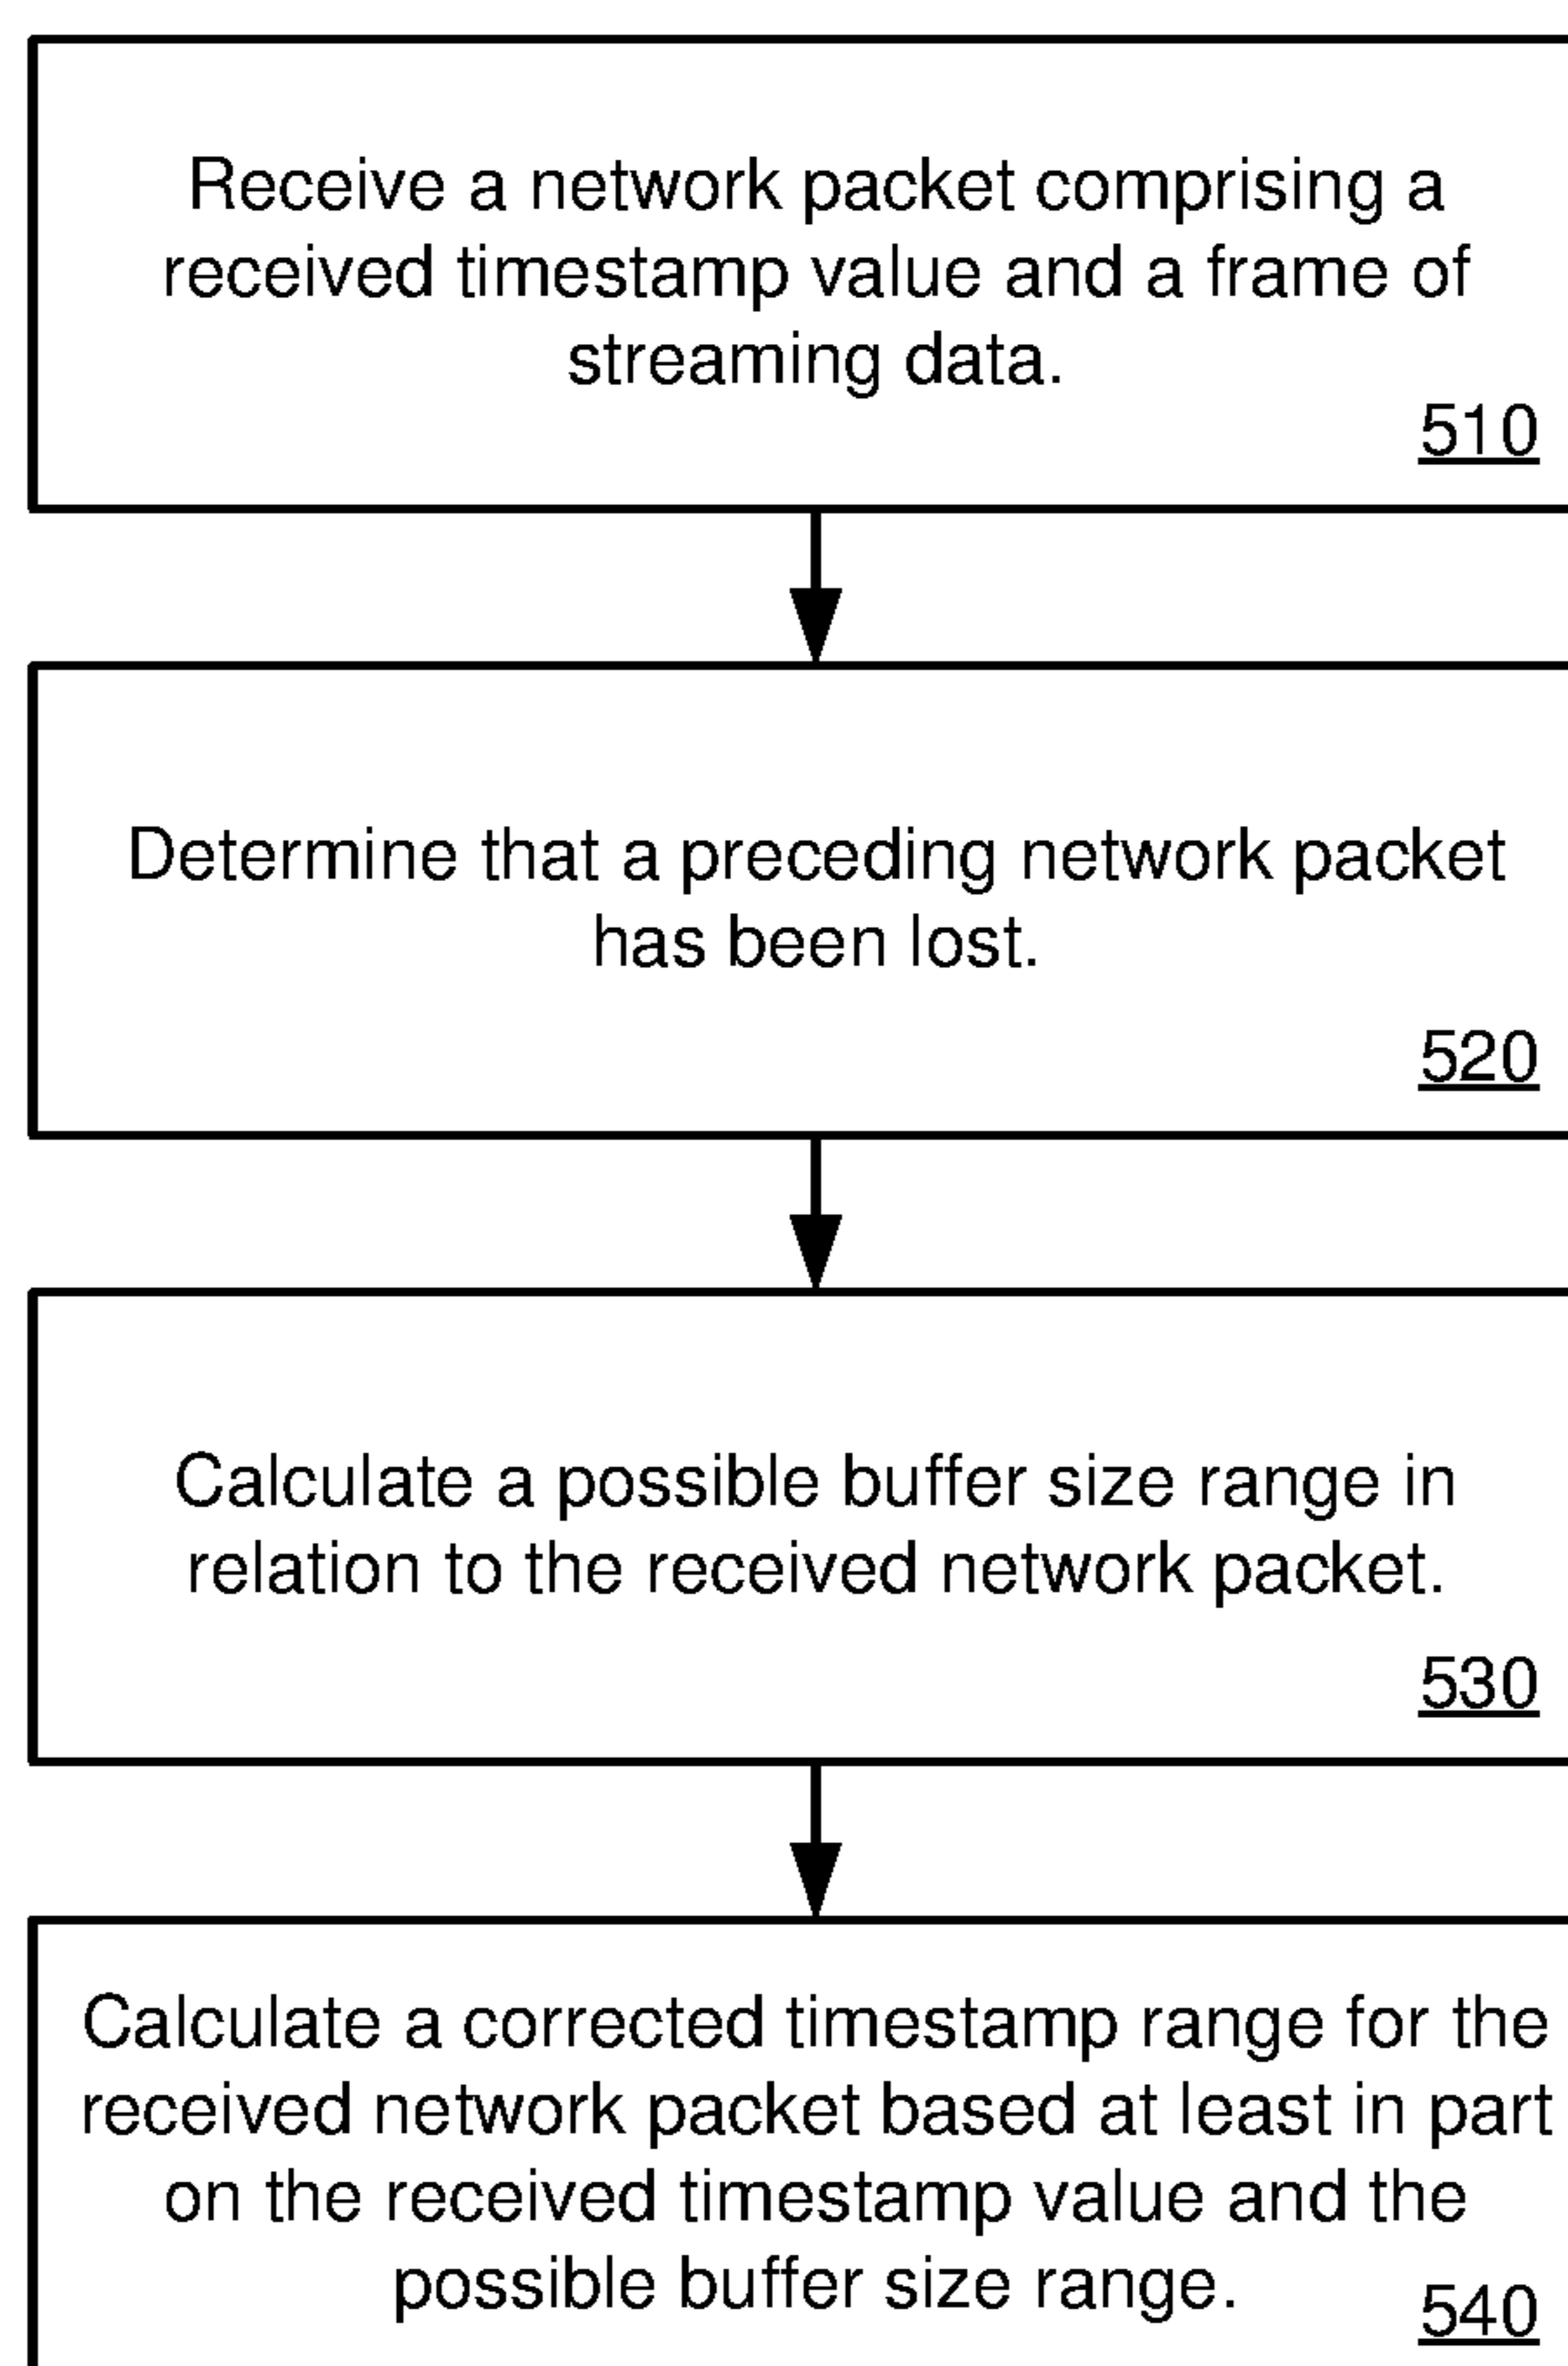 Receive a network packet comprising a
received timestamp value and a frame of
streaming data.
510
Determine that a preceding network packet
has been lost.
520
Calculate a possible buffer size range in
relation to the received network packet.
530
Calculate a corrected timestamp range for the
received network packet based at least in part
on the received timestamp value and the
possible buffer size range.
540